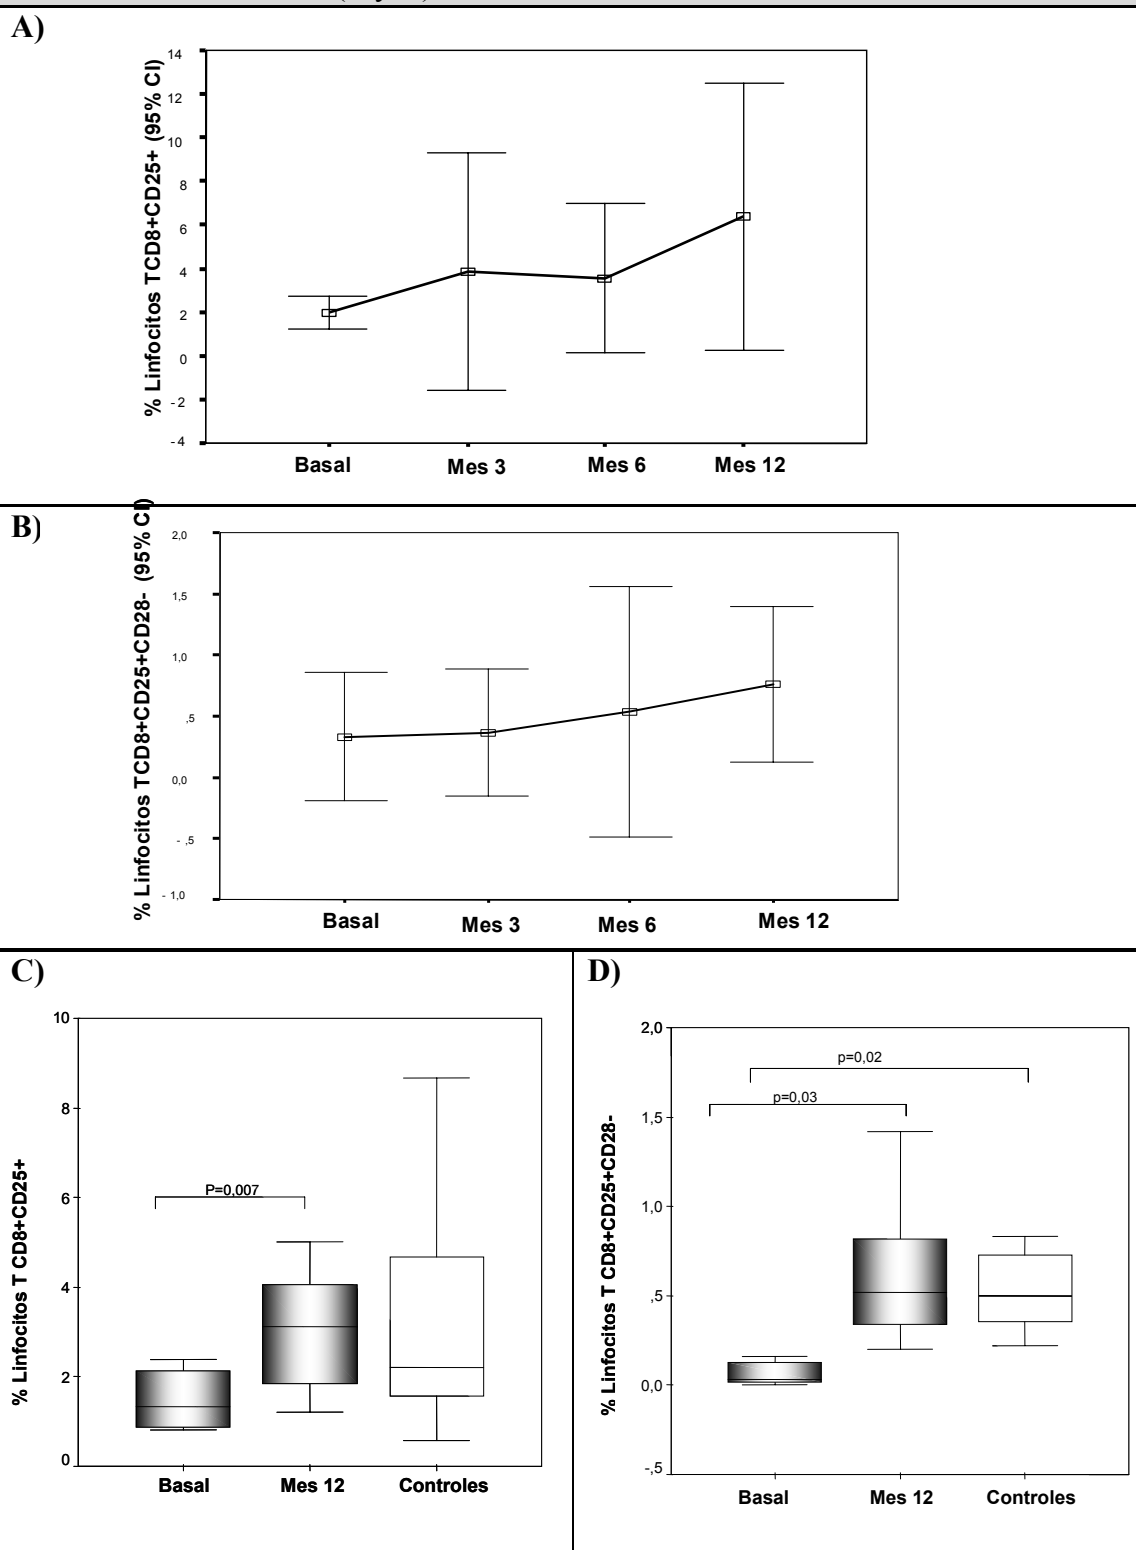 A)
% Linfocitos TCD8+CD25+ (95% CI)
14
12
10
8
6
4
2
0
-2
-4
Basal Mes 3 Mes 6 Mes 12
B)
% Linfocitos TCD8+CD25+CD28- (95% CI)
2,0
1,5
1,0
,5
0,0
- ,5
- 1,0
Basal Mes 3 Mes 6 Mes 12
C)
% Linfocitos T CD8+CD25+
10
8
6
4
2
0
P=0,007
Basal Mes 12 Controles
D)
% Linfocitos T CD8+CD25+CD28-
2,0
1,5
1,0
,5
0,0
-,5
p=0,02
p=0,03
Basal Mes 12 Controles